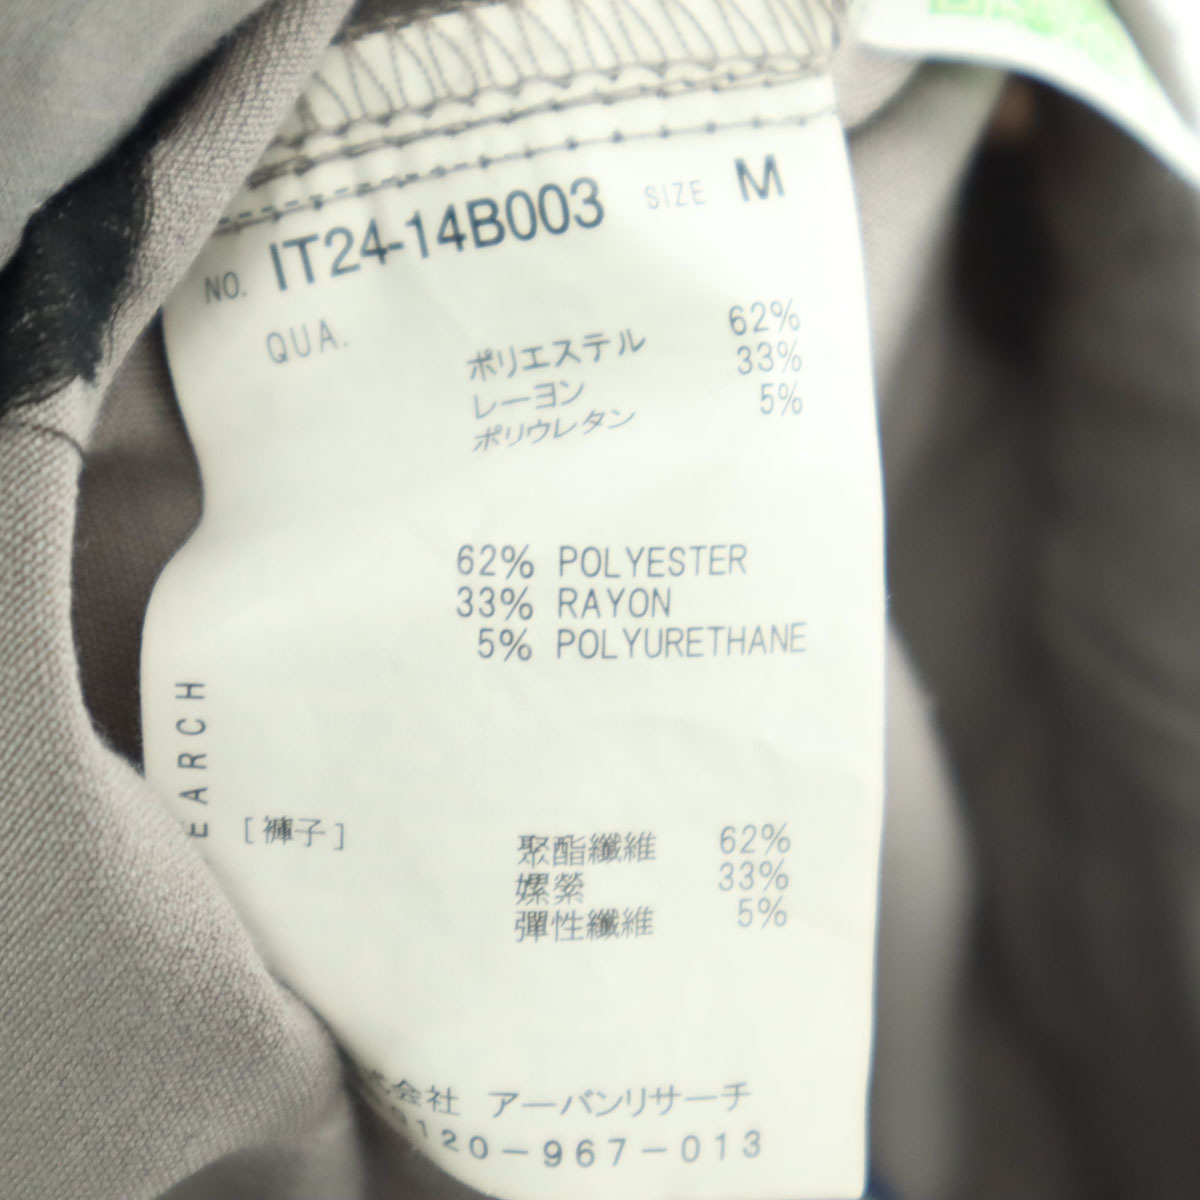 NO. IT24-14B003 SIZE M
QUA.
ポリエステル 62%
レーヨン 33%
ポリウレタン 5%
62% POLYESTER
33% RAYON
5% POLYURETHANE
EARCH
[褲子]
聚酯纖維 62%
嫘縈 33%
彈性纖維 5%
会社 アーバンリサーチ
0120-967-013